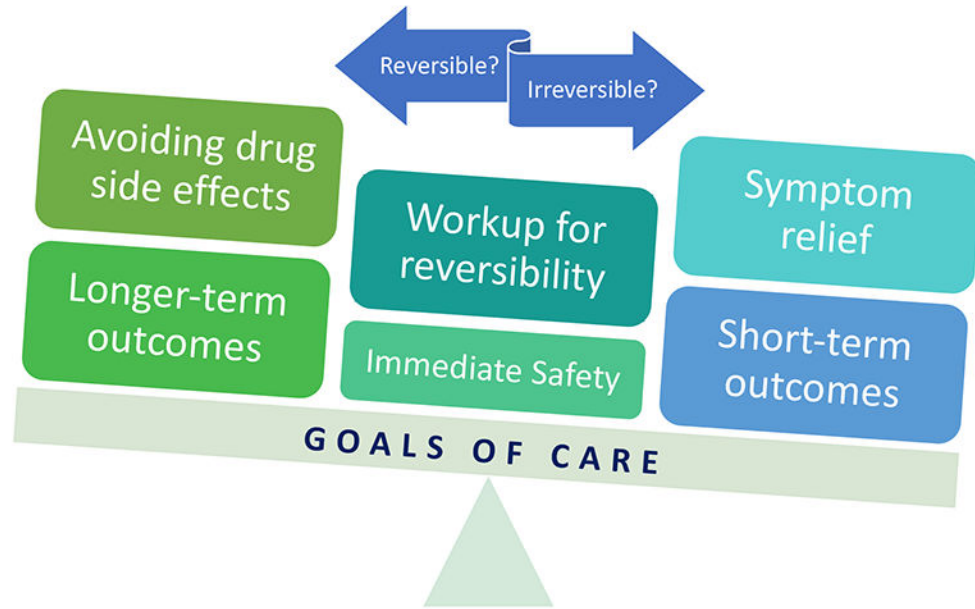 Reversible?
Irreversible?
Avoiding drug
side effects
Workup for
reversibility
Symptom
relief
Longer-term
outcomes
Immediate Safety
Short-term
outcomes
GOALS OF CARE